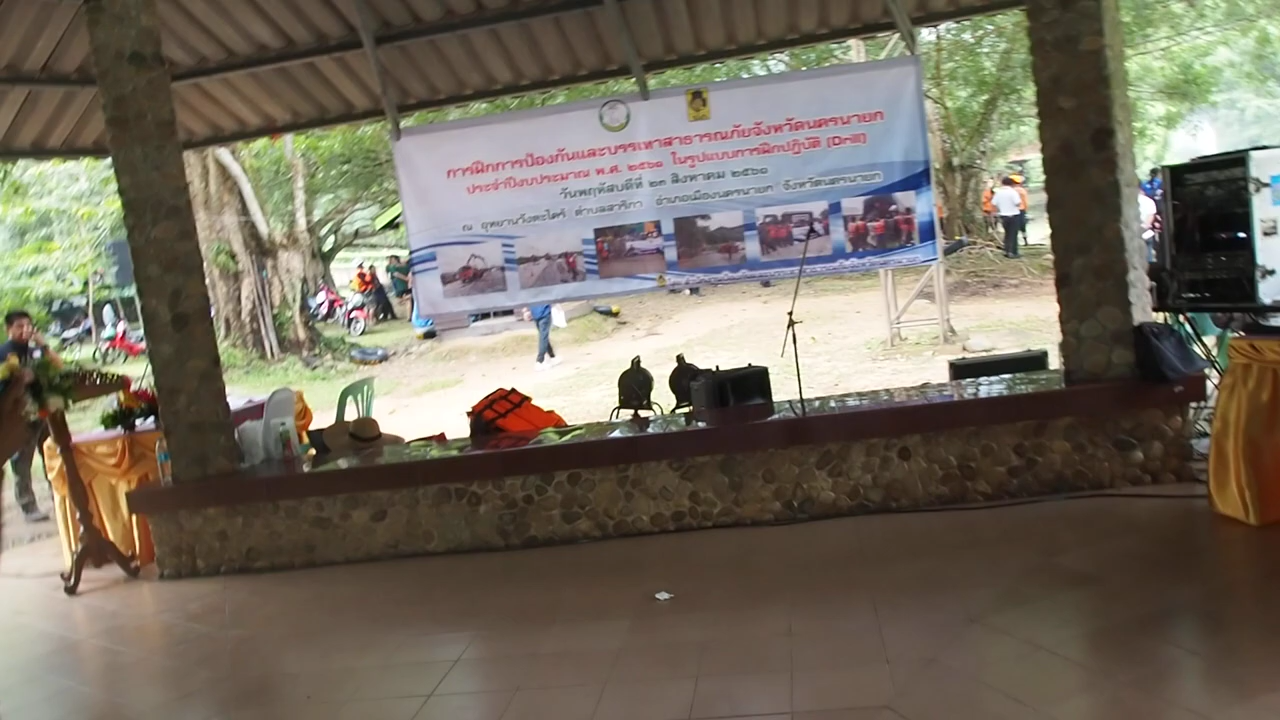 การฝึกการป้องกันและบรรเทาสาธารณภัยจังหวัดนครนายก
ประจำปีงบประมาณ พ.ศ. ๒๕๖๑ ในรูปแบบการฝึกปฏิบัติ (Drill)
วันพฤหัสบดีที่ ๒๓ สิงหาคม ๒๕๖๑
ณ อุทยานวังตะไคร้ ตำบลสาริกา อำเภอเมืองนครนายก จังหวัดนครนายก